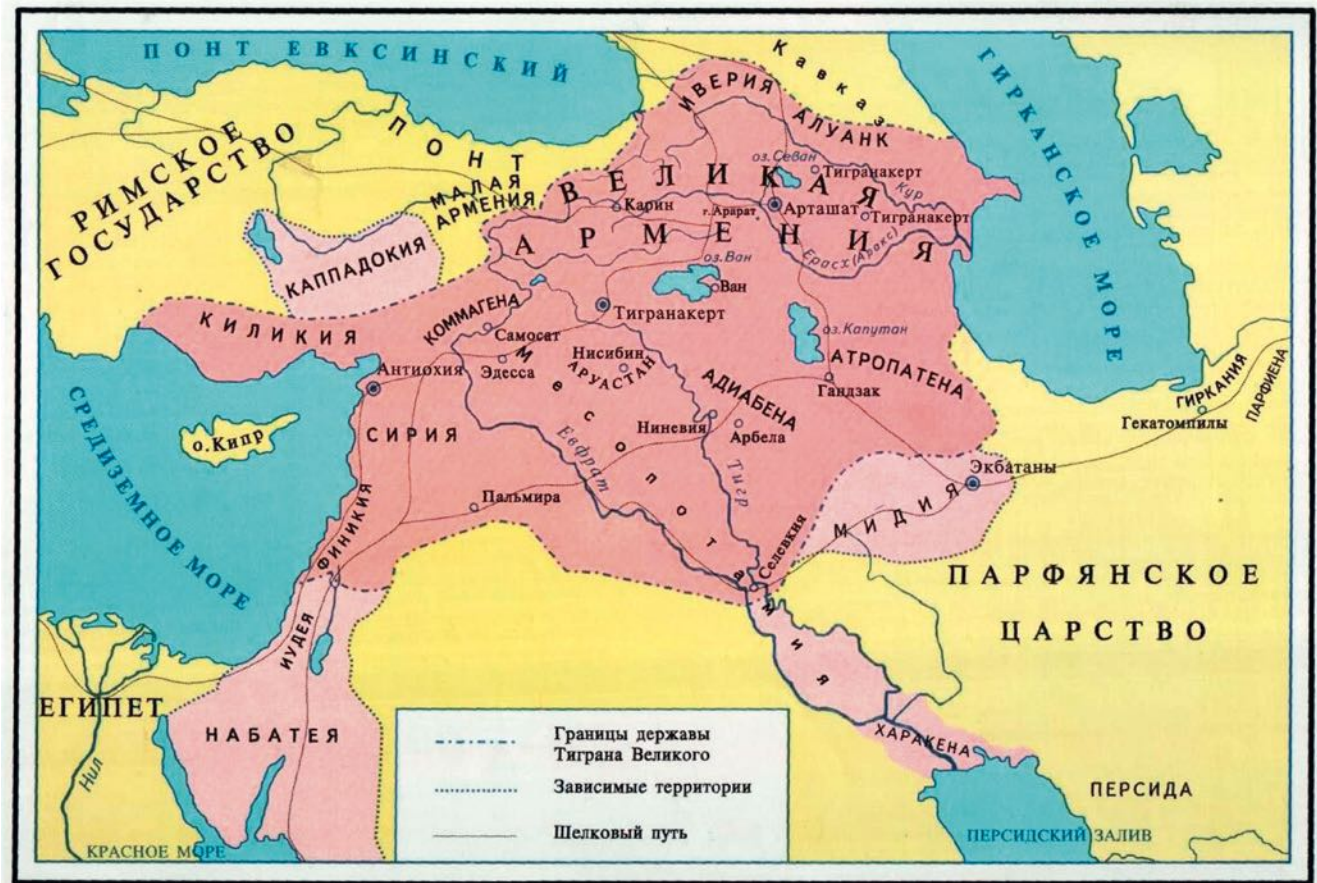 ПОНТ ЕВКСИНСКИЙ
Кавказ
ГИРКАНСКОЕ МОРЕ
РИМСКОЕ
ГОСУДАРСТВО
ПОНТ
МАЛАЯ
АРМЕНИЯ
ИВЕРИЯ
АЛУАНК
оз.Севан
Тигранакерт
Кур
ВЕЛИКАЯ
АРМЕНИЯ
Карин
г.Арарат
Арташат
Тигранакерт
Ерасх (Аракс)
КАППАДОКИЯ
оз.Ван
Ван
КИЛИКИЯ
КОММАГЕНА
Тигранакерт
Самосат
оз.Капутан
Эдесса
Нисибин
АРУАСТАН
Месопотамия
АТРОПАТЕНА
Гандзак
АДИАБЕНА
Антиохия
ГИРКАНИЯ
ПАРФИЕНА
Гекатомпилы
СРЕДИЗЕМНОЕ МОРЕ
о.Кипр
СИРИЯ
Ниневия
Арбела
Евфрат
Тигр
Экбатаны
Пальмира
МИДИЯ
ФИНИКИЯ
Селевкия
ПАРФЯНСКОЕ
ЦАРСТВО
ИУДЕЯ
ЕГИПЕТ
НАБАТЕЯ
Нил
ХАРАКЕНА
ПЕРСИДА
КРАСНОЕ МОРЕ
ПЕРСИДСКИЙ ЗАЛИВ
Границы державы
Тиграна Великого
Зависимые территории
Шелковый путь